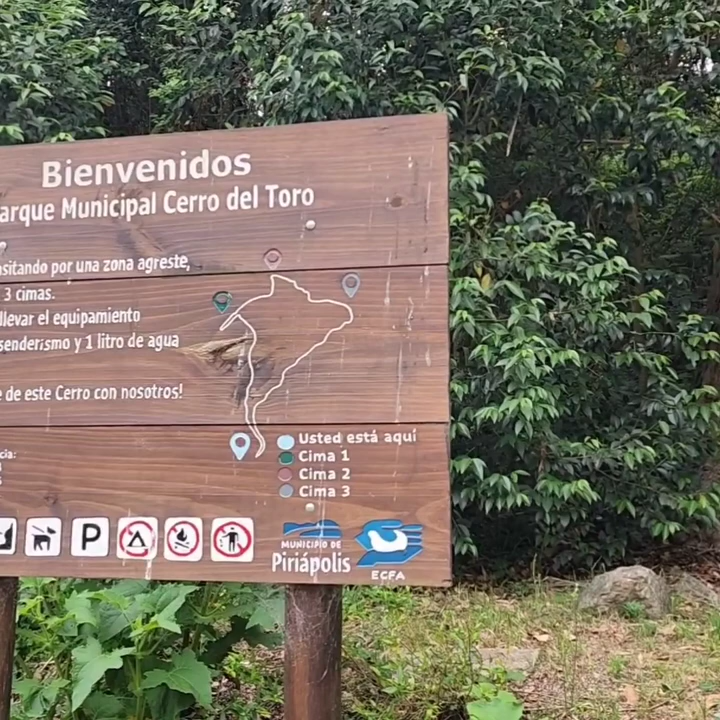 Bienvenidos
arque Municipal Cerro del Toro
sitando por una zona agreste,
3 cimas.
llevar el equipamiento
senderismo y 1 litro de agua
e de este Cerro con nosotros!
cia:
Usted está aquí
Cima 1
Cima 2
Cima 3
P
MUNICIPIO DE
Piriápolis
ECFA